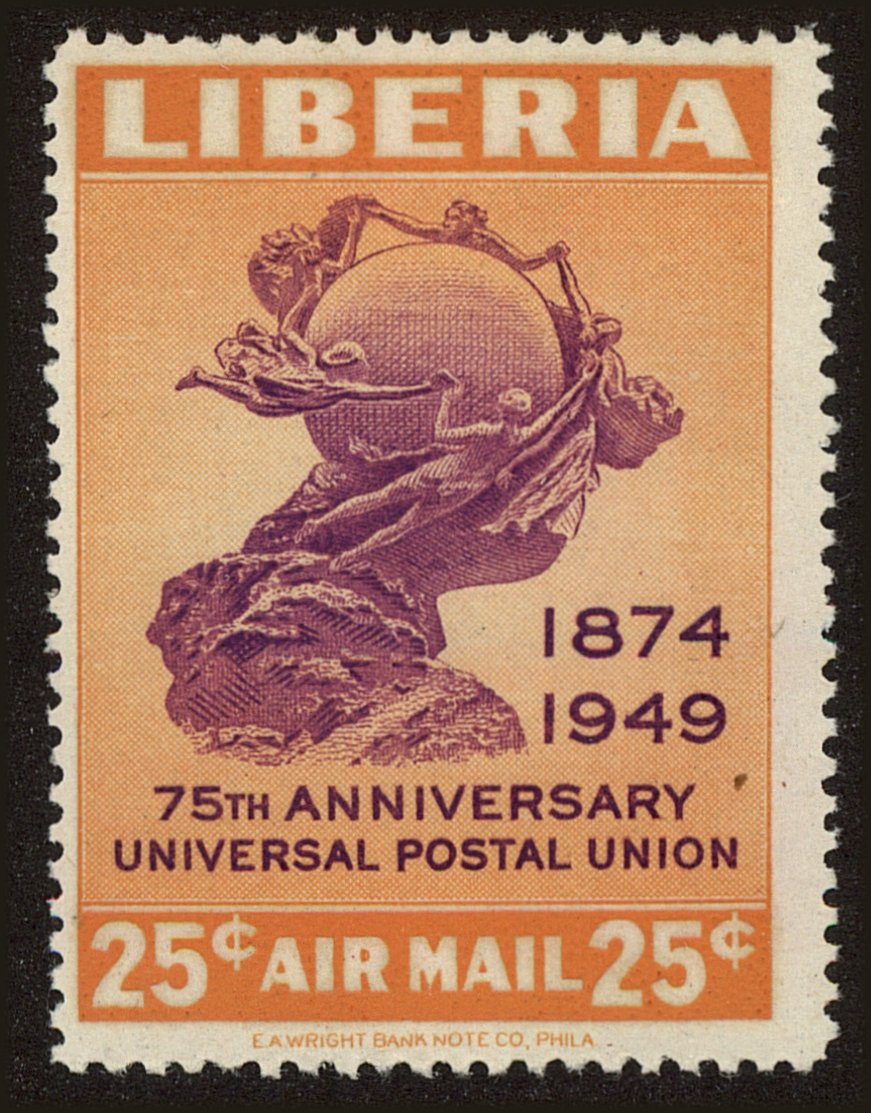 LIBERIA
1874
1949
75TH ANNIVERSARY
UNIVERSAL POSTAL UNION
25¢ AIR MAIL 25¢
E.A. WRIGHT BANK NOTE CO., PHILA